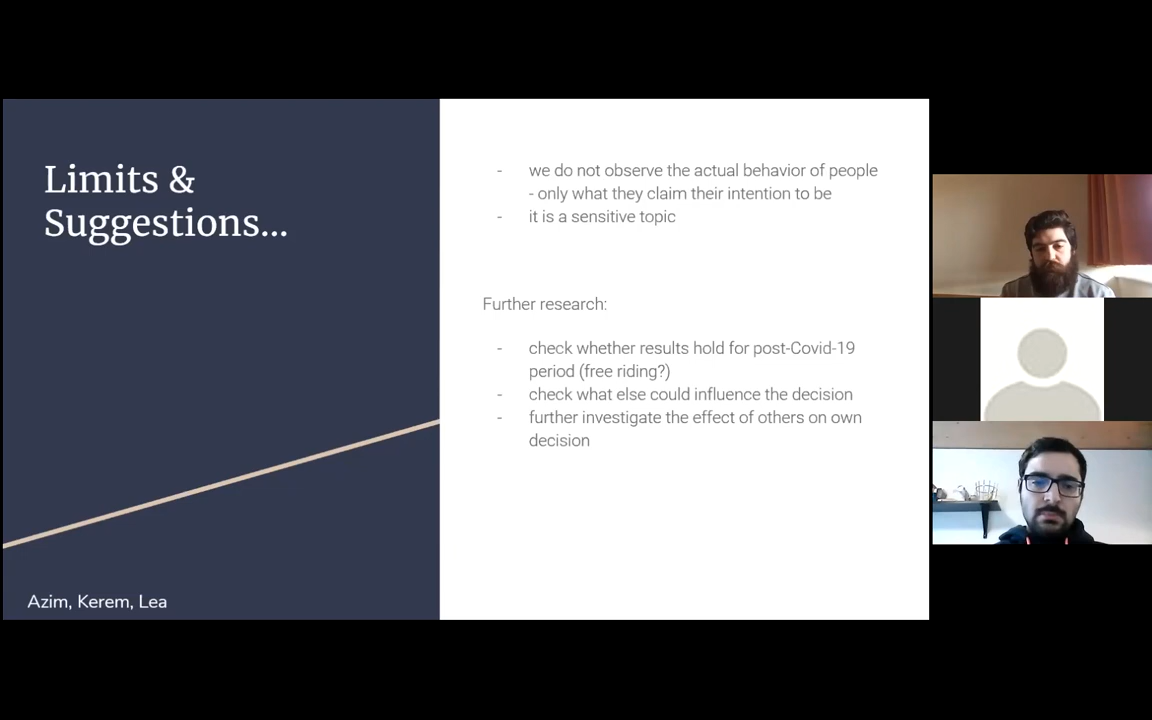 Limits &
Suggestions...
- we do not observe the actual behavior of people
- only what they claim their intention to be
- it is a sensitive topic
Further research:
- check whether results hold for post-Covid-19
period (free riding?)
- check what else could influence the decision
- further investigate the effect of others on own
decision
Azim, Kerem, Lea